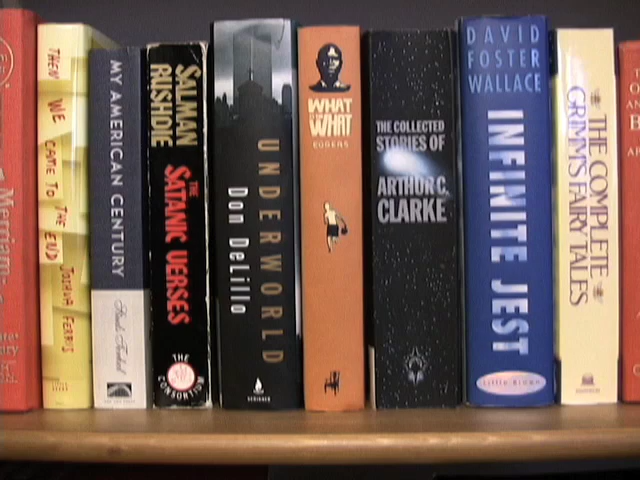 Merriam-
THEN WE CAME TO THE END
JOSHUA FERRIS
MY AMERICAN CENTURY
SALMAN
RUSHDIE
THE
SATANIC VERSES
THE
CONSORTIUM
UNDERWORLD
Don DeLillo
SCRIBNER
WHAT
IS THE
WHAT
EGGERS
THE COLLECTED
STORIES OF
ARTHUR C.
CLARKE
DAVID
FOSTER
WALLACE
INFINITE JEST
Little Brown
THE COMPLETE
GRIMM'S FAIRY TALES